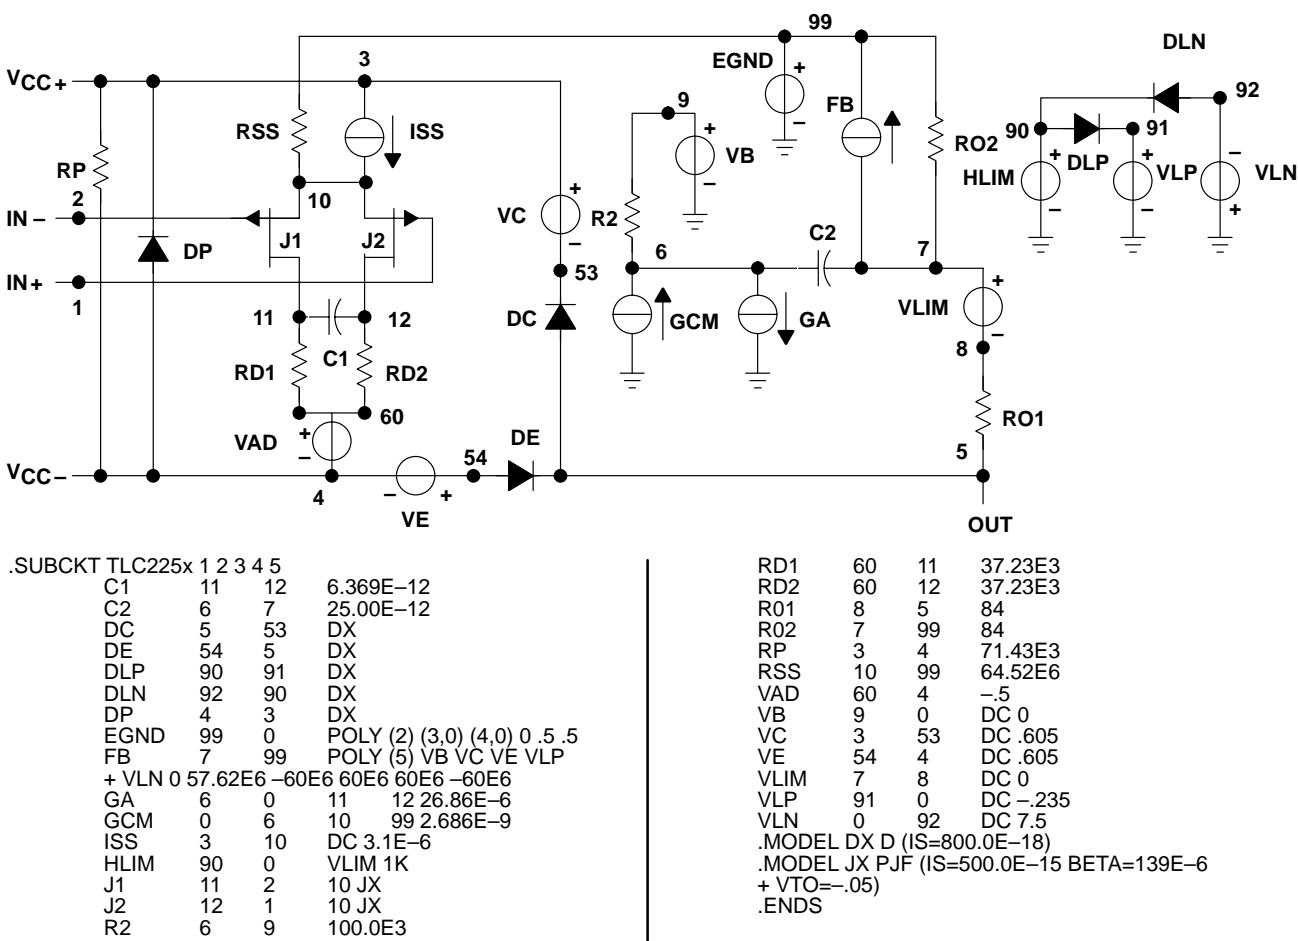 99
DLN
EGND
+
VCC+
3
92
FB
9
RSS
ISS
+
90
91
RO2
VB
DLP
HLIM
+
+
VLP
VLN
RP
10
2
IN –
VC
+
R2
C2
DP
J1
J2
6
7
IN+
1
53
+
VLIM
11
12
DC
GCM
GA
C1
8
RD1
RD2
60
RO1
VAD
+
DE
54
5
VCC–
4
–
+
VE
OUT
.SUBCKT TLC225x 1 2 3 4 5
C1 11 12 6.369E–12
C2 6 7 25.00E–12
DC 5 53 DX
DE 54 5 DX
DLP 90 91 DX
DLN 92 90 DX
DP 4 3 DX
EGND 99 0 POLY (2) (3,0) (4,0) 0 .5 .5
FB 7 99 POLY (5) VB VC VE VLP
+ VLN 0 57.62E6 –60E6 60E6 60E6 –60E6
GA 6 0 11 12 26.86E–6
GCM 0 6 10 99 2.686E–9
ISS 3 10 DC 3.1E–6
HLIM 90 0 VLIM 1K
J1 11 2 10 JX
J2 12 1 10 JX
R2 6 9 100.0E3
RD1 60 11 37.23E3
RD2 60 12 37.23E3
R01 8 5 84
R02 7 99 84
RP 3 4 71.43E3
RSS 10 99 64.52E6
VAD 60 4 –.5
VB 9 0 DC 0
VC 3 53 DC .605
VE 54 4 DC .605
VLIM 7 8 DC 0
VLP 91 0 DC –.235
VLN 0 92 DC 7.5
.MODEL DX D (IS=800.0E–18)
.MODEL JX PJF (IS=500.0E–15 BETA=139E–6
+ VTO=–.05)
.ENDS